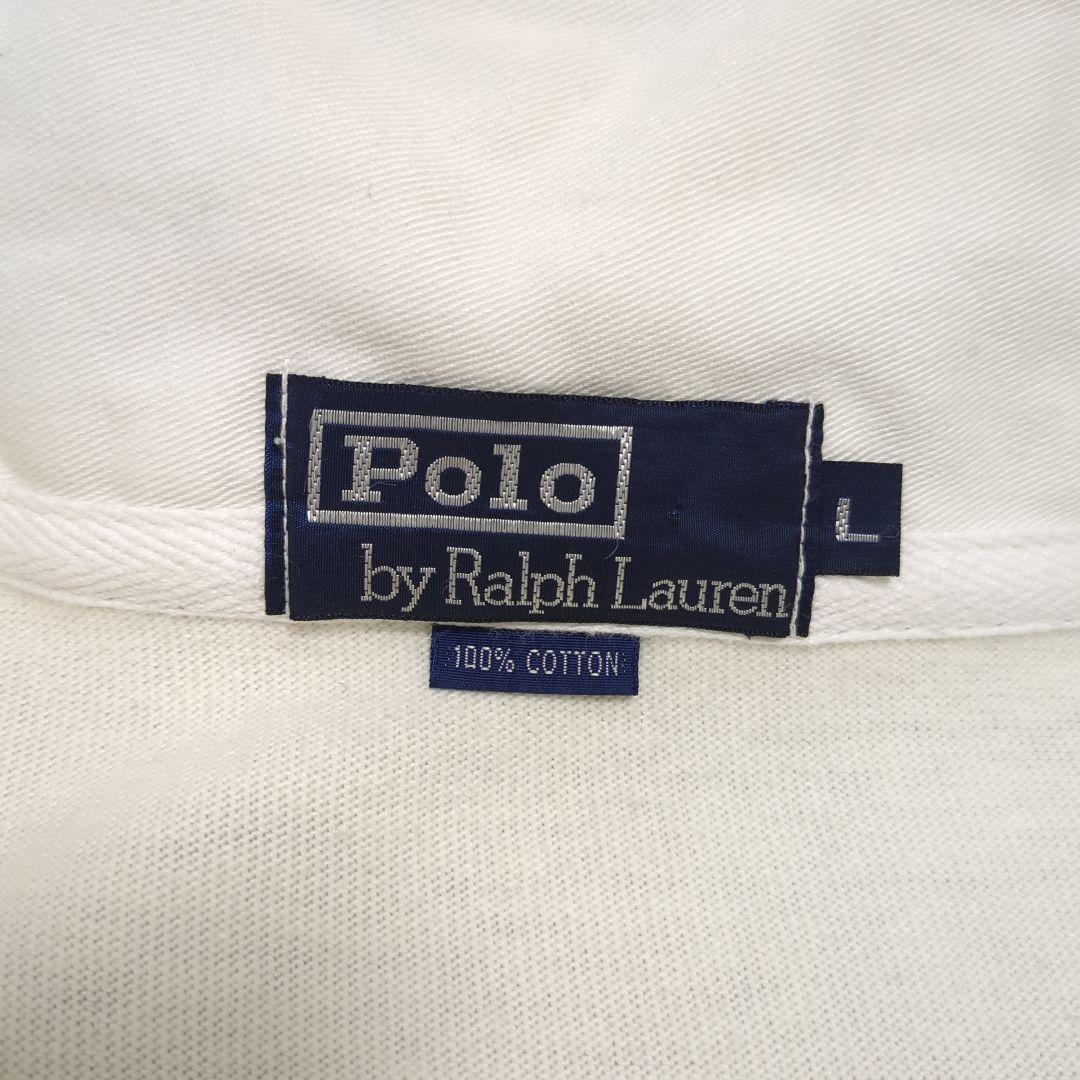 Polo
by Ralph Lauren
L
100% COTTON